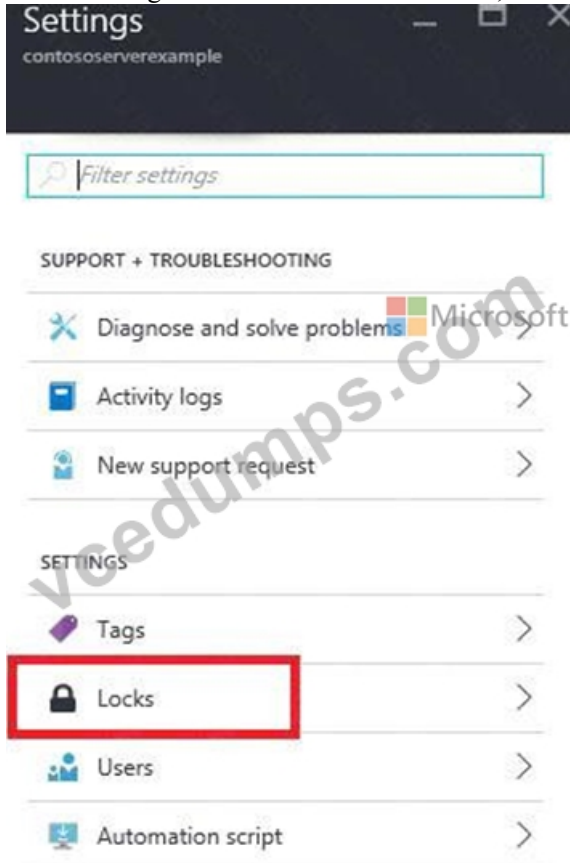 Settings
contososerverexample
Filter settings
SUPPORT + TROUBLESHOOTING
Diagnose and solve problems
Microsoft
Activity logs
New support request
vcedumps.com
SETTINGS
Tags
Locks
Users
Automation script